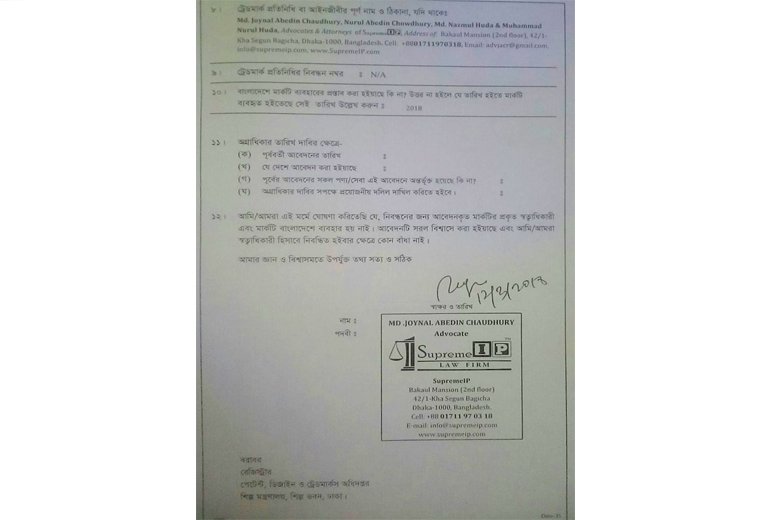 ৮। ট্রেডমার্ক প্রতিনিধি বা আইনজীবীর পূর্ণ নাম ও ঠিকানা, যদি থাকেঃ
Md. Joynal Abedin Chaudhury, Nurul Abedin Chowdhury, Md. Nazmul Huda & Muhammad
Nurul Huda, Advocates & Attorneys of SupremeIP, Address of: Bakaul Mansion (2nd floor), 42/1-
Kha Segun Bagicha, Dhaka-1000, Bangladesh. Cell: +8801711970318, Email: adviser@gmail.com,
info@supremeip.com, www.SupremeIP.com
৯। ট্রেডমার্ক প্রতিনিধির নিবন্ধন নম্বর ঃ N/A
১০। বাংলাদেশে মার্কটি ব্যবহারের প্রস্তাব করা হইয়াছে কি না? উত্তর না হইলে যে তারিখ হইতে মার্কটি
ব্যবহৃত হইতেছে সেই তারিখ উল্লেখ করুন ঃ 2018
১১। অগ্রাধিকার তারিখ দাবির ক্ষেত্রে-
(ক) পূর্ববর্তী আবেদনের তারিখ ঃ
(খ) যে দেশে আবেদন করা হইয়াছে ঃ
(গ) পূর্বের আবেদনের সকল পণ্য/সেবা এই আবেদনে অন্তর্ভুক্ত হয়েছে কি না? ঃ
(ঘ) অগ্রাধিকার দাবির সপক্ষে প্রয়োজনীয় দলিল দাখিল করিতে হইবে। ঃ
১২। আমি/আমরা এই মর্মে ঘোষণা করিতেছি যে, নিবন্ধনের জন্য আবেদনকৃত মার্কটির প্রকৃত স্বত্বাধিকারী
এবং মার্কটি বাংলাদেশে ব্যবহার হয় নাই। আবেদনটি সরল বিশ্বাসে করা হইয়াছে এবং আমি/আমরা
স্বত্বাধিকারী হিসাবে নিবন্ধিত হইবার ক্ষেত্রে কোন বাঁধা নাই।
আমার জ্ঞান ও বিশ্বাসমতে উপর্যুক্ত তথ্য সত্য ও সঠিক
স্বাক্ষর ও তারিখ
নাম ঃ
পদবী ঃ
MD .JOYNAL ABEDIN CHAUDHURY
Advocate
SupremeIP TM
LAW FIRM
SupremeIP
Bakaul Mansion (2nd floor)
42/1-Kha Segun Bagicha
Dhaka-1000, Bangladesh.
Cell: +88 01711 97 03 18
E-mail: info@supremeip.com
www.supremeip.com
বরাবর
রেজিস্ট্রার
পেটেন্ট, ডিজাইন ও ট্রেডমার্কস অধিদপ্তর
শিল্প মন্ত্রণালয়, শিল্প ভবন, ঢাকা।